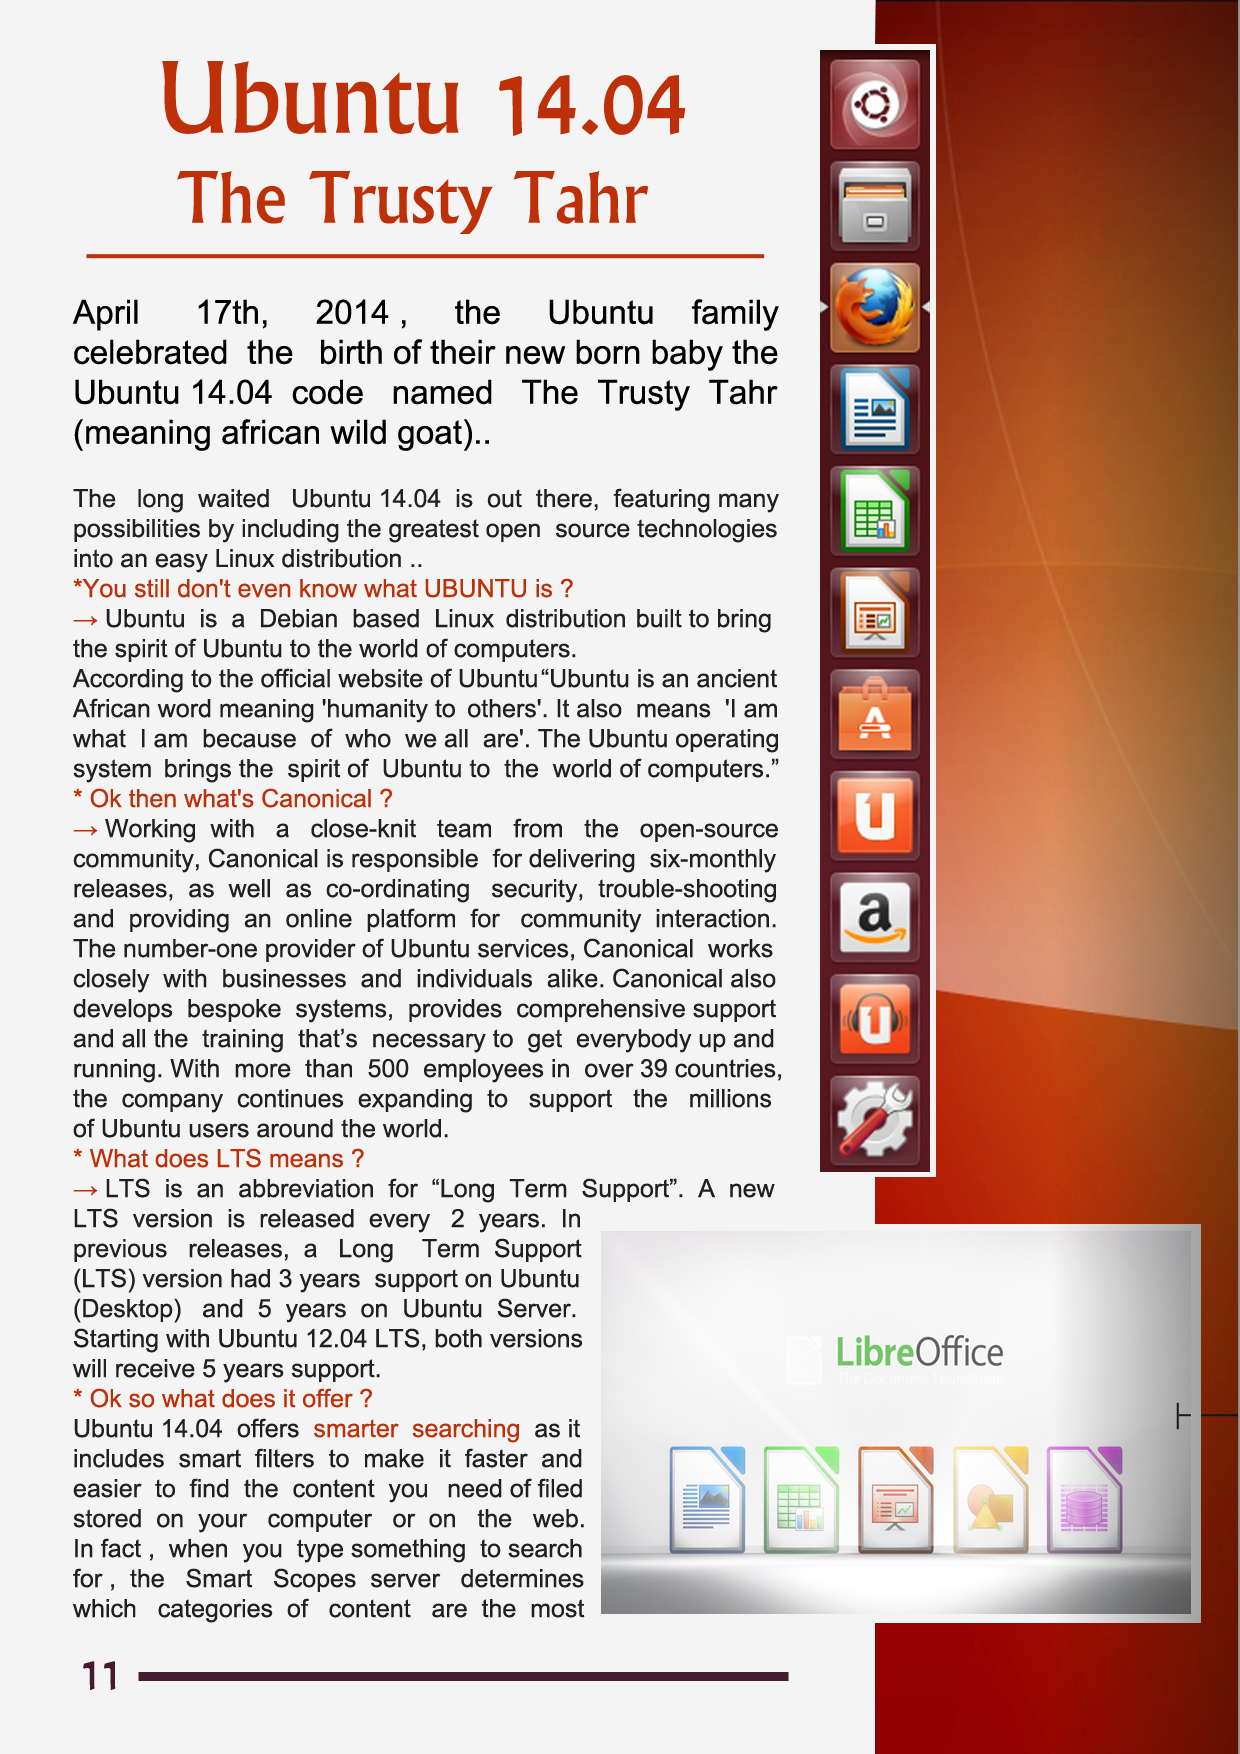 Ubuntu 14.04
The Trusty Tahr
April 17th, 2014 , the Ubuntu family
celebrated the birth of their new born baby the
Ubuntu 14.04 code named The Trusty Tahr
(meaning african wild goat)..
The long waited Ubuntu 14.04 is out there, featuring many
possibilities by including the greatest open source technologies
into an easy Linux distribution ..
*You still don't even know what UBUNTU is ?
→ Ubuntu is a Debian based Linux distribution built to bring
the spirit of Ubuntu to the world of computers.
According to the official website of Ubuntu “Ubuntu is an ancient
African word meaning 'humanity to others'. It also means 'I am
what I am because of who we all are'. The Ubuntu operating
system brings the spirit of Ubuntu to the world of computers.”
* Ok then what's Canonical ?
→ Working with a close-knit team from the open-source
community, Canonical is responsible for delivering six-monthly
releases, as well as co-ordinating security, trouble-shooting
and providing an online platform for community interaction.
The number-one provider of Ubuntu services, Canonical works
closely with businesses and individuals alike. Canonical also
develops bespoke systems, provides comprehensive support
and all the training that’s necessary to get everybody up and
running. With more than 500 employees in over 39 countries,
the company continues expanding to support the millions
of Ubuntu users around the world.
* What does LTS means ?
→ LTS is an abbreviation for “Long Term Support”. A new
LTS version is released every 2 years. In
previous releases, a Long Term Support
(LTS) version had 3 years support on Ubuntu
(Desktop) and 5 years on Ubuntu Server.
Starting with Ubuntu 12.04 LTS, both versions
will receive 5 years support.
* Ok so what does it offer ?
Ubuntu 14.04 offers smarter searching as it
includes smart filters to make it faster and
easier to find the content you need of filed
stored on your computer or on the web.
In fact , when you type something to search
for , the Smart Scopes server determines
which categories of content are the most
LibreOffice
The Document Foundation
11